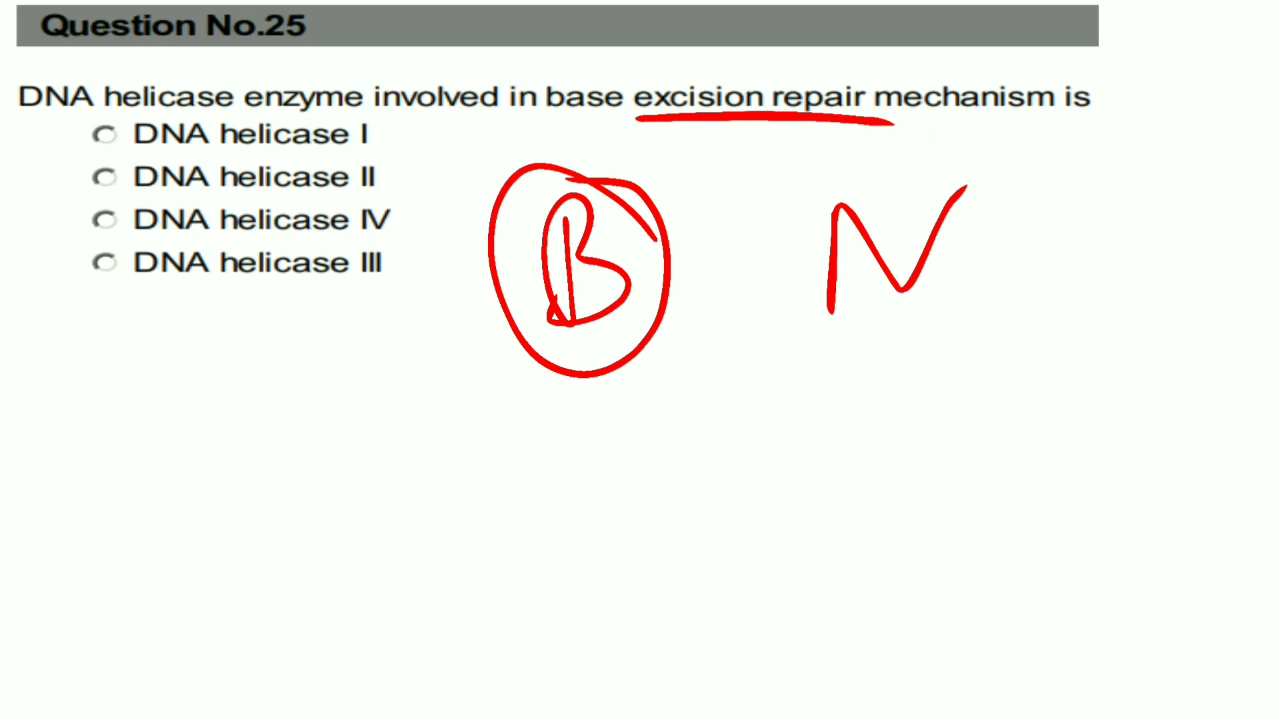 Question No.25
DNA helicase enzyme involved in base excision repair mechanism is
DNA helicase I
DNA helicase II
DNA helicase IV
DNA helicase III
B N